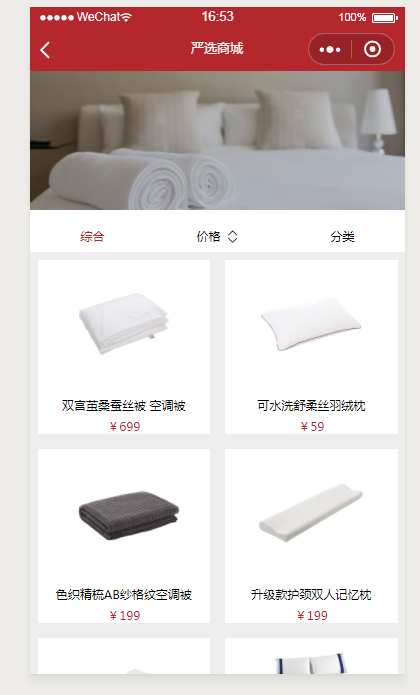 WeChat
16:53
100%
严选商城
综合
价格
分类
双宫茧桑蚕丝被 空调被
可水洗舒柔丝羽绒枕
￥699
￥59
色织精梳AB纱格纹空调被
升级款护颈双人记忆枕
￥199
￥199